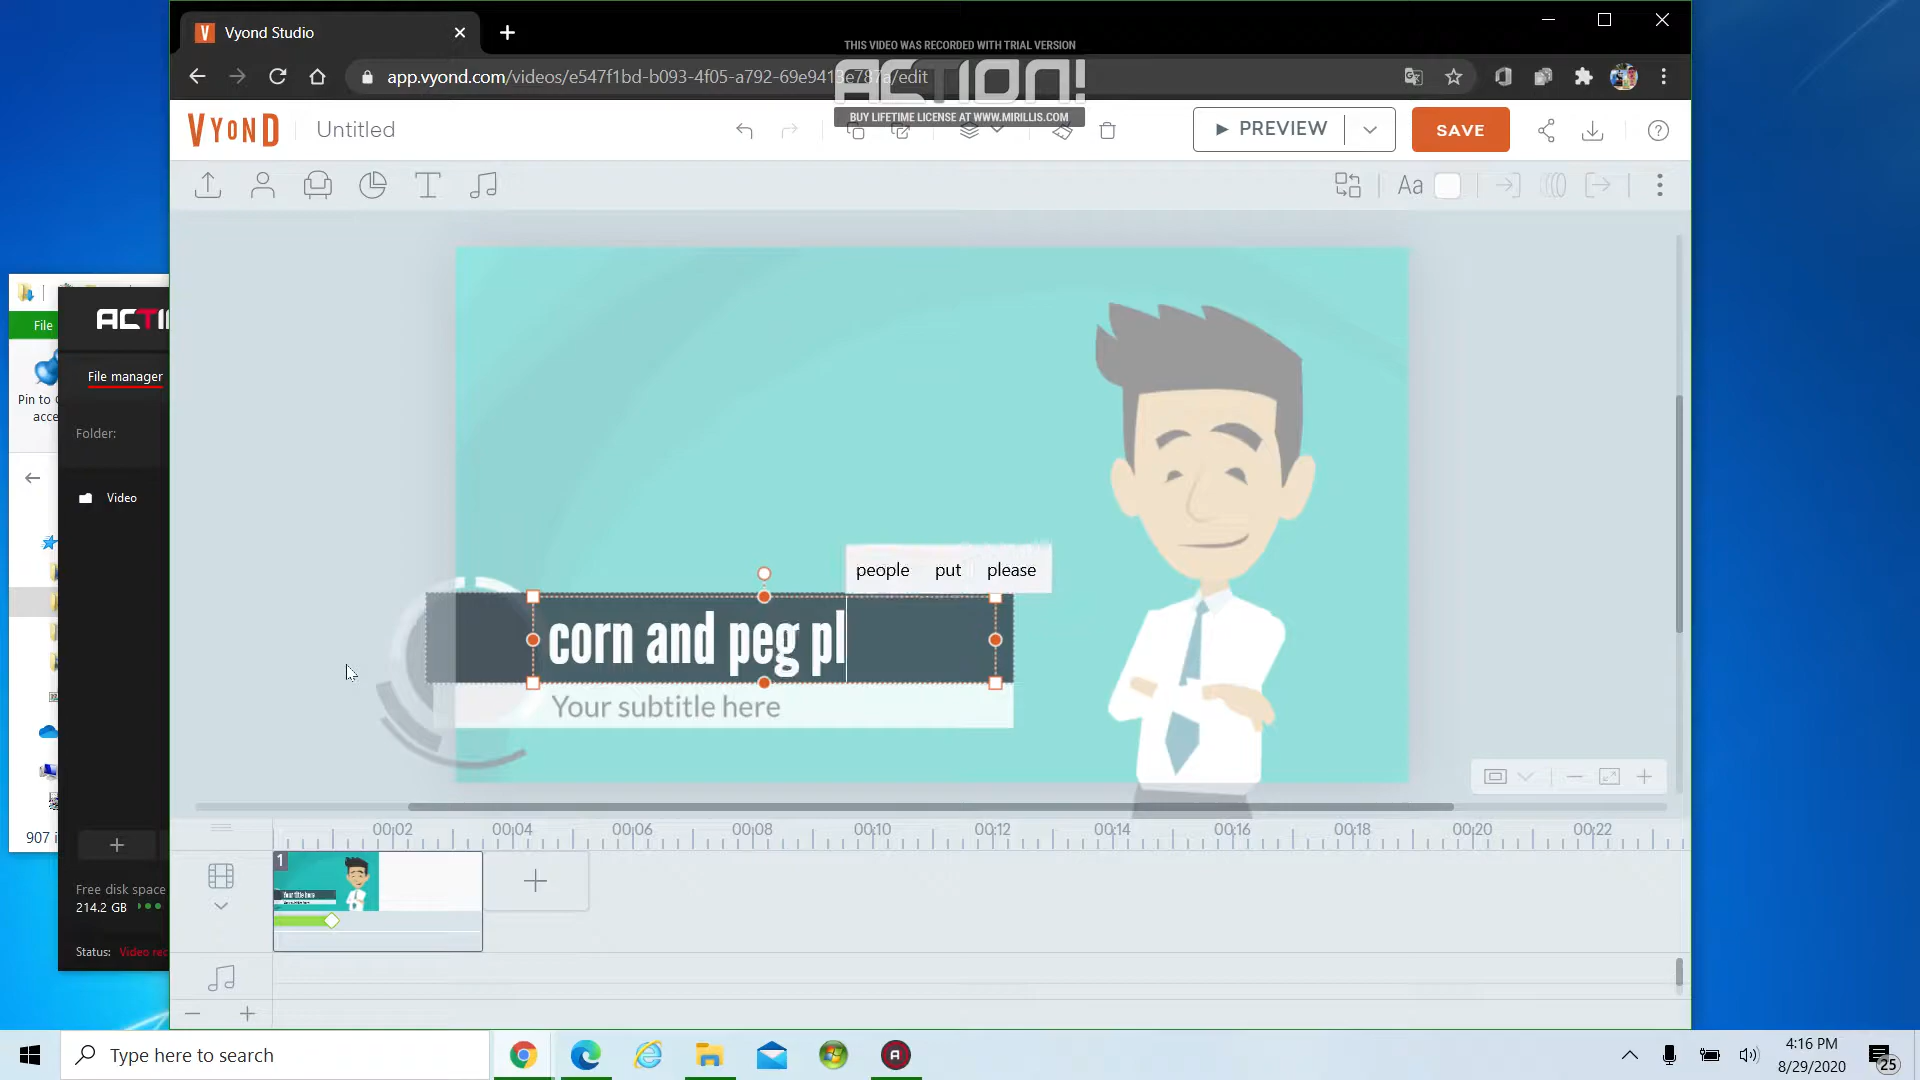 Vyond Studio
THIS VIDEO WAS RECORDED WITH TRIAL VERSION
ACTION!
BUY LIFETIME LICENSE AT WWW.MIRILLIS.COM
app.vyond.com/videos/e547f1bd-b093-4f05-a792-69e9413e787a/edit
VYOND
Untitled
PREVIEW
SAVE
Aa
File
File manager
Pin to
Folder:
Video
people put please
corn and peg pl
Your subtitle here
00:02 00:04 00:06 00:08 00:10 00:12 00:14 00:16 00:18 00:20 00:22
907
1
Your title here
Free disk space
214.2 GB
Status: Video rec
Type here to search
4:16 PM
8/29/2020
25